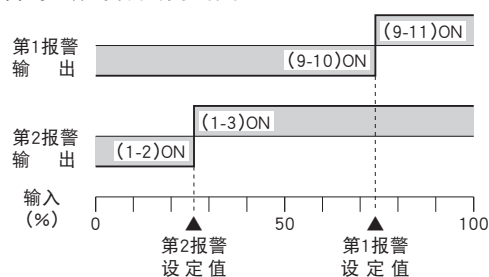 第1报警
输 出
(9-11)ON
(9-10)ON
第2报警
输 出
(1-3)ON
(1-2)ON
输入
(%)
0 50 100
第2报警
设定值
第1报警
设定值